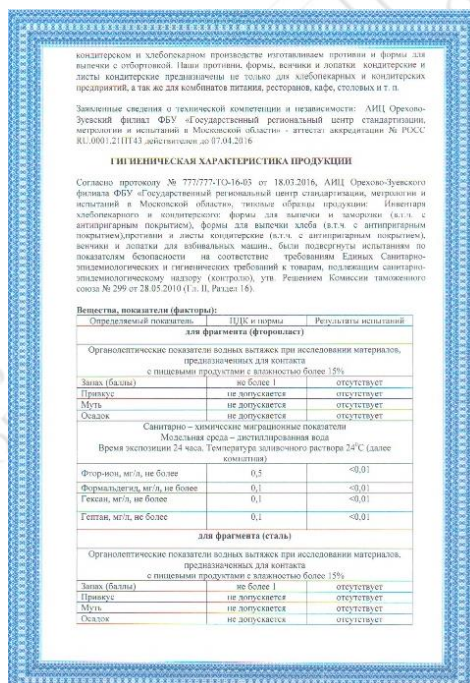 кондитерском и хлебопекарном производстве изготавливаем противни и формы для
выпечки с отбортовкой. Наши противни, формы, венчики и лопатки кондитерские и
листы кондитерские предназначены не только для хлебопекарных и кондитерских
предприятий, а так же для комбинатов питания, ресторанов, кафе, столовых и т. п.
Заявленные сведения о технической компетенции и независимости: АИЦ Орехово-
Зуевский филиал ФБУ «Государственный региональный центр стандартизации,
метрологии и испытаний в Московской области» - аттестат аккредитации № РОСС
RU.0001.21ПТ43 действителен до 07.04.2016
ГИГИЕНИЧЕСКАЯ ХАРАКТЕРИСТИКА ПРОДУКЦИИ
Согласно протоколу № 777/777-ТО-16-03 от 18.03.2016, АИЦ Орехово-Зуевского
филиала ФБУ «Государственный региональный центр стандартизации, метрологии и
испытаний в Московской области», типовые образцы продукции: Инвентаря
хлебопекарного и кондитерского: формы для выпечки и заморозки (в.т.ч. с
антипригарным покрытием), формы для выпечки хлеба (в.т.ч. с антипригарным
покрытием),противни и листы кондитерские (в.т.ч. с антипригарным покрытием),
венчики и лопатки для взбивальных машин., были подвергнуты испытаниям по
показателям безопасности на соответствие требованиям Единых Санитарно-
эпидемиологических и гигиенических требований к товарам, подлежащим санитарно-
эпидемиологическому надзору (контролю), утв. Решением Комиссии таможенного
союза № 299 от 28.05.2010 (Гл. II, Раздел 16).
Вещества, показатели (факторы):
Определяемый показатель ПДК и нормы Результаты испытаний
для фрагмента (фторопласт)
Органолептические показатели водных вытяжек при исследовании материалов,
предназначенных для контакта
с пищевыми продуктами с влажностью более 15%
Запах (баллы) не более 1 отсутствует
Привкус не допускается отсутствует
Муть не допускается отсутствует
Осадок не допускается отсутствует
Санитарно – химические миграционные показатели
Модельная среда – дистиллированная вода
Время экспозиции 24 часа. Температура заливочного раствора 24°С (далее
комнатная)
Фтор-ион, мг/л, не более 0,5 <0,01
Формальдегид, мг/л, не более 0,1 <0,01
Гексан, мг/л, не более 0,1 <0,01
Гептан, мг/л, не более 0,1 <0,01
для фрагмента (сталь)
Органолептические показатели водных вытяжек при исследовании материалов,
предназначенных для контакта
с пищевыми продуктами с влажностью более 15%
Запах (баллы) не более 1 отсутствует
Привкус не допускается отсутствует
Муть не допускается отсутствует
Осадок не допускается отсутствует